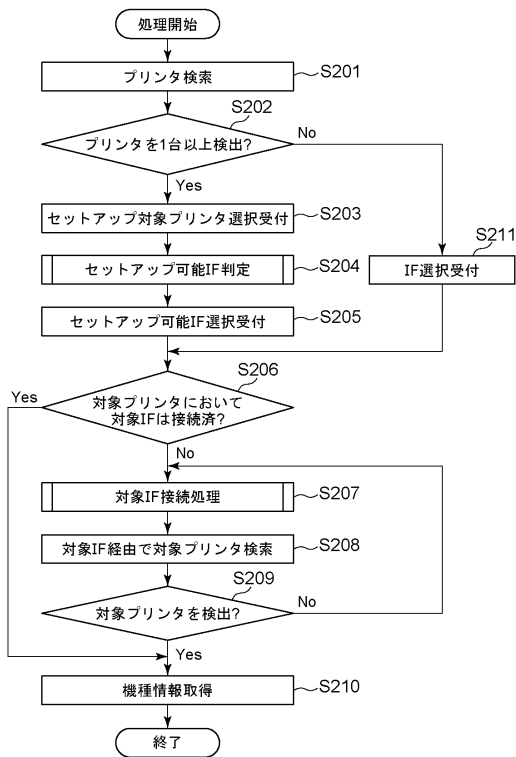 処理開始
プリンタ検索
S201
S202
プリンタを1台以上検出?
No
Yes
セットアップ対象プリンタ選択受付
S203
S211
セットアップ可能IF判定
S204
IF選択受付
セットアップ可能IF選択受付
S205
S206
Yes
対象プリンタにおいて
対象IFは接続済?
No
対象IF接続処理
S207
対象IF経由で対象プリンタ検索
S208
S209
対象プリンタを検出?
No
Yes
機種情報取得
S210
終了